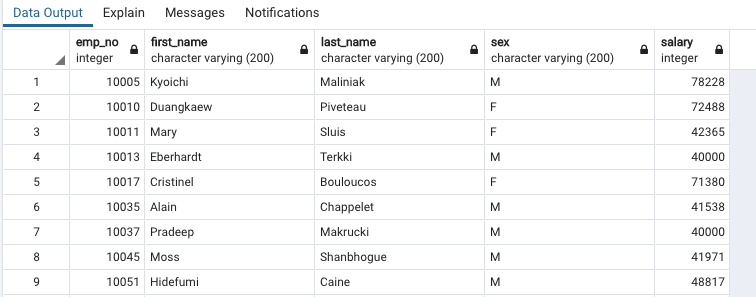 Data Output Explain Messages Notifications
emp_no first_name last_name sex salary
integer character varying (200) character varying (200) character varying (200) integer
1 10005 Kyoichi Maliniak M 78228
2 10010 Duangkaew Piveteau F 72488
3 10011 Mary Sluis F 42365
4 10013 Eberhardt Terkki M 40000
5 10017 Cristinel Bouloucos F 71380
6 10035 Alain Chappelet M 41538
7 10037 Pradeep Makrucki M 40000
8 10045 Moss Shanbhogue M 41971
9 10051 Hidefumi Caine M 48817